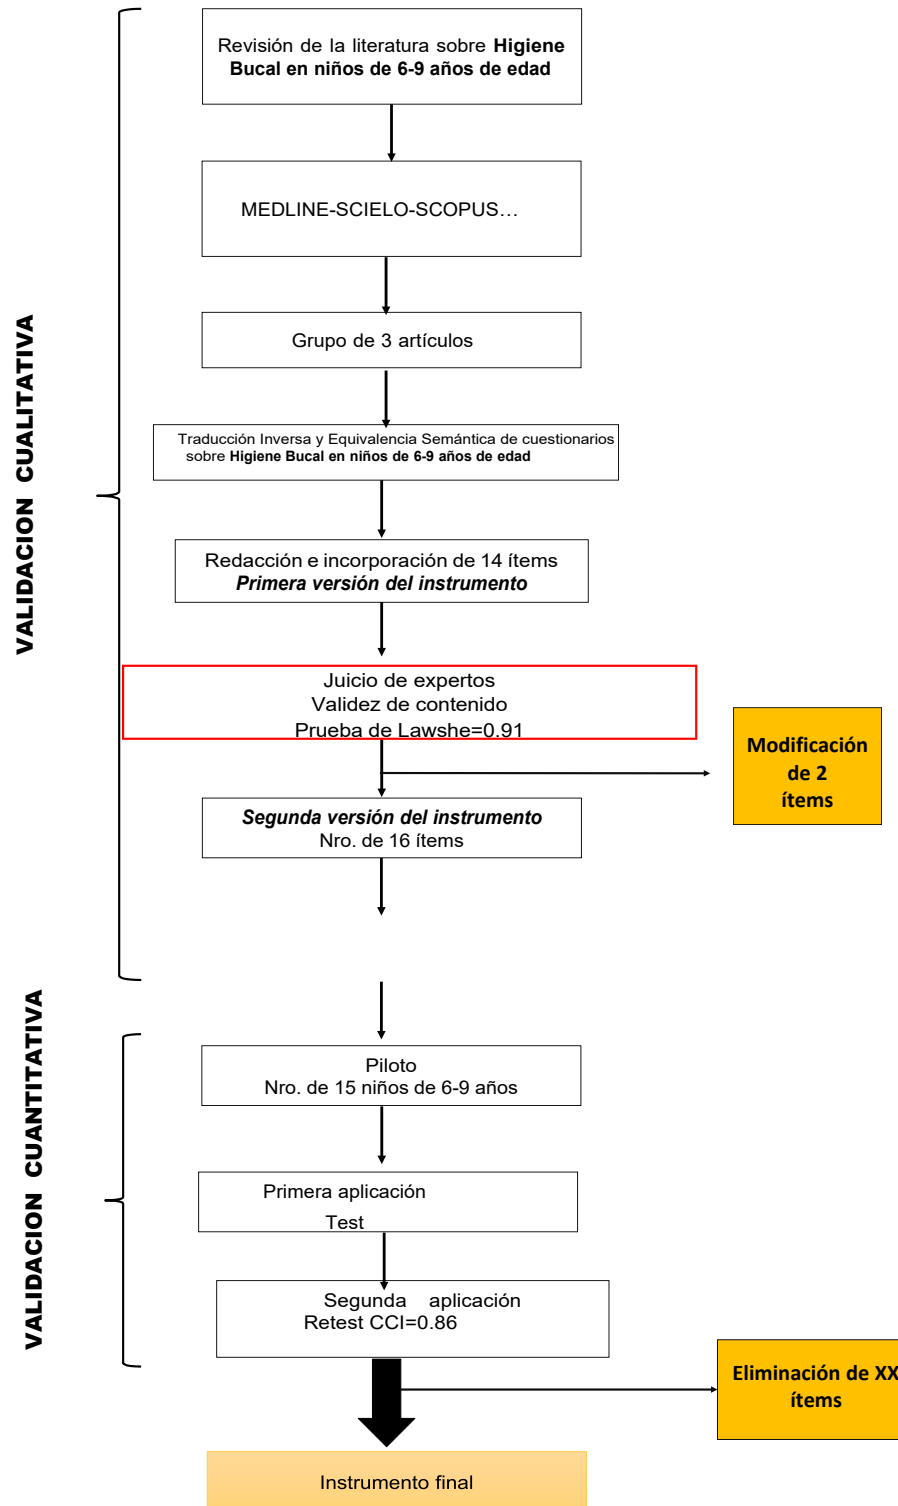 Revisión de la literatura sobre Higiene
Bucal en niños de 6-9 años de edad
MEDLINE-SCIELO-SCOPUS…
Grupo de 3 artículos
VALIDACION CUALITATIVA
Traducción Inversa y Equivalencia Semántica de cuestionarios
sobre Higiene Bucal en niños de 6-9 años de edad
Redacción e incorporación de 14 ítems
Primera versión del instrumento
Juicio de expertos
Validez de contenido
Prueba de Lawshe=0.91
Modificación
de 2
ítems
Segunda versión del instrumento
Nro. de 16 ítems
VALIDACION CUANTITATIVA
Piloto
Nro. de 15 niños de 6-9 años
Primera aplicación
Test
Segunda aplicación
Retest CCI=0.86
Eliminación de XX
ítems
Instrumento final